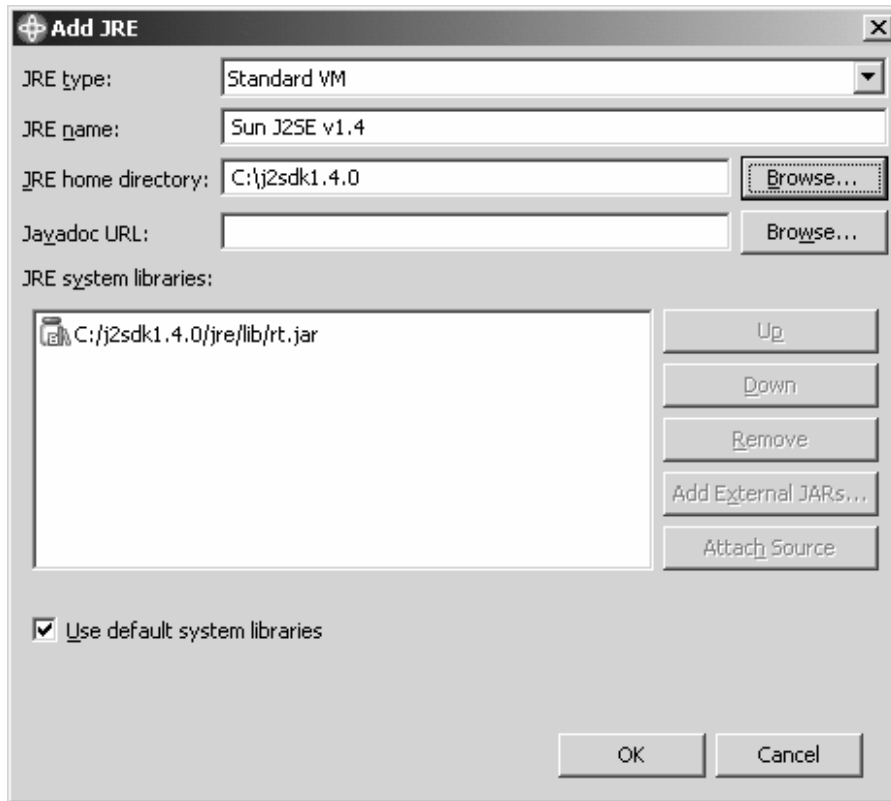 Add JRE
JRE type: Standard VM
JRE name: Sun J2SE v1.4
JRE home directory: C:\j2sdk1.4.0 Browse...
Javadoc URL: Browse...
JRE system libraries:
C:/j2sdk1.4.0/jre/lib/rt.jar
Up
Down
Remove
Add External JARs...
Attach Source
Use default system libraries
OK Cancel